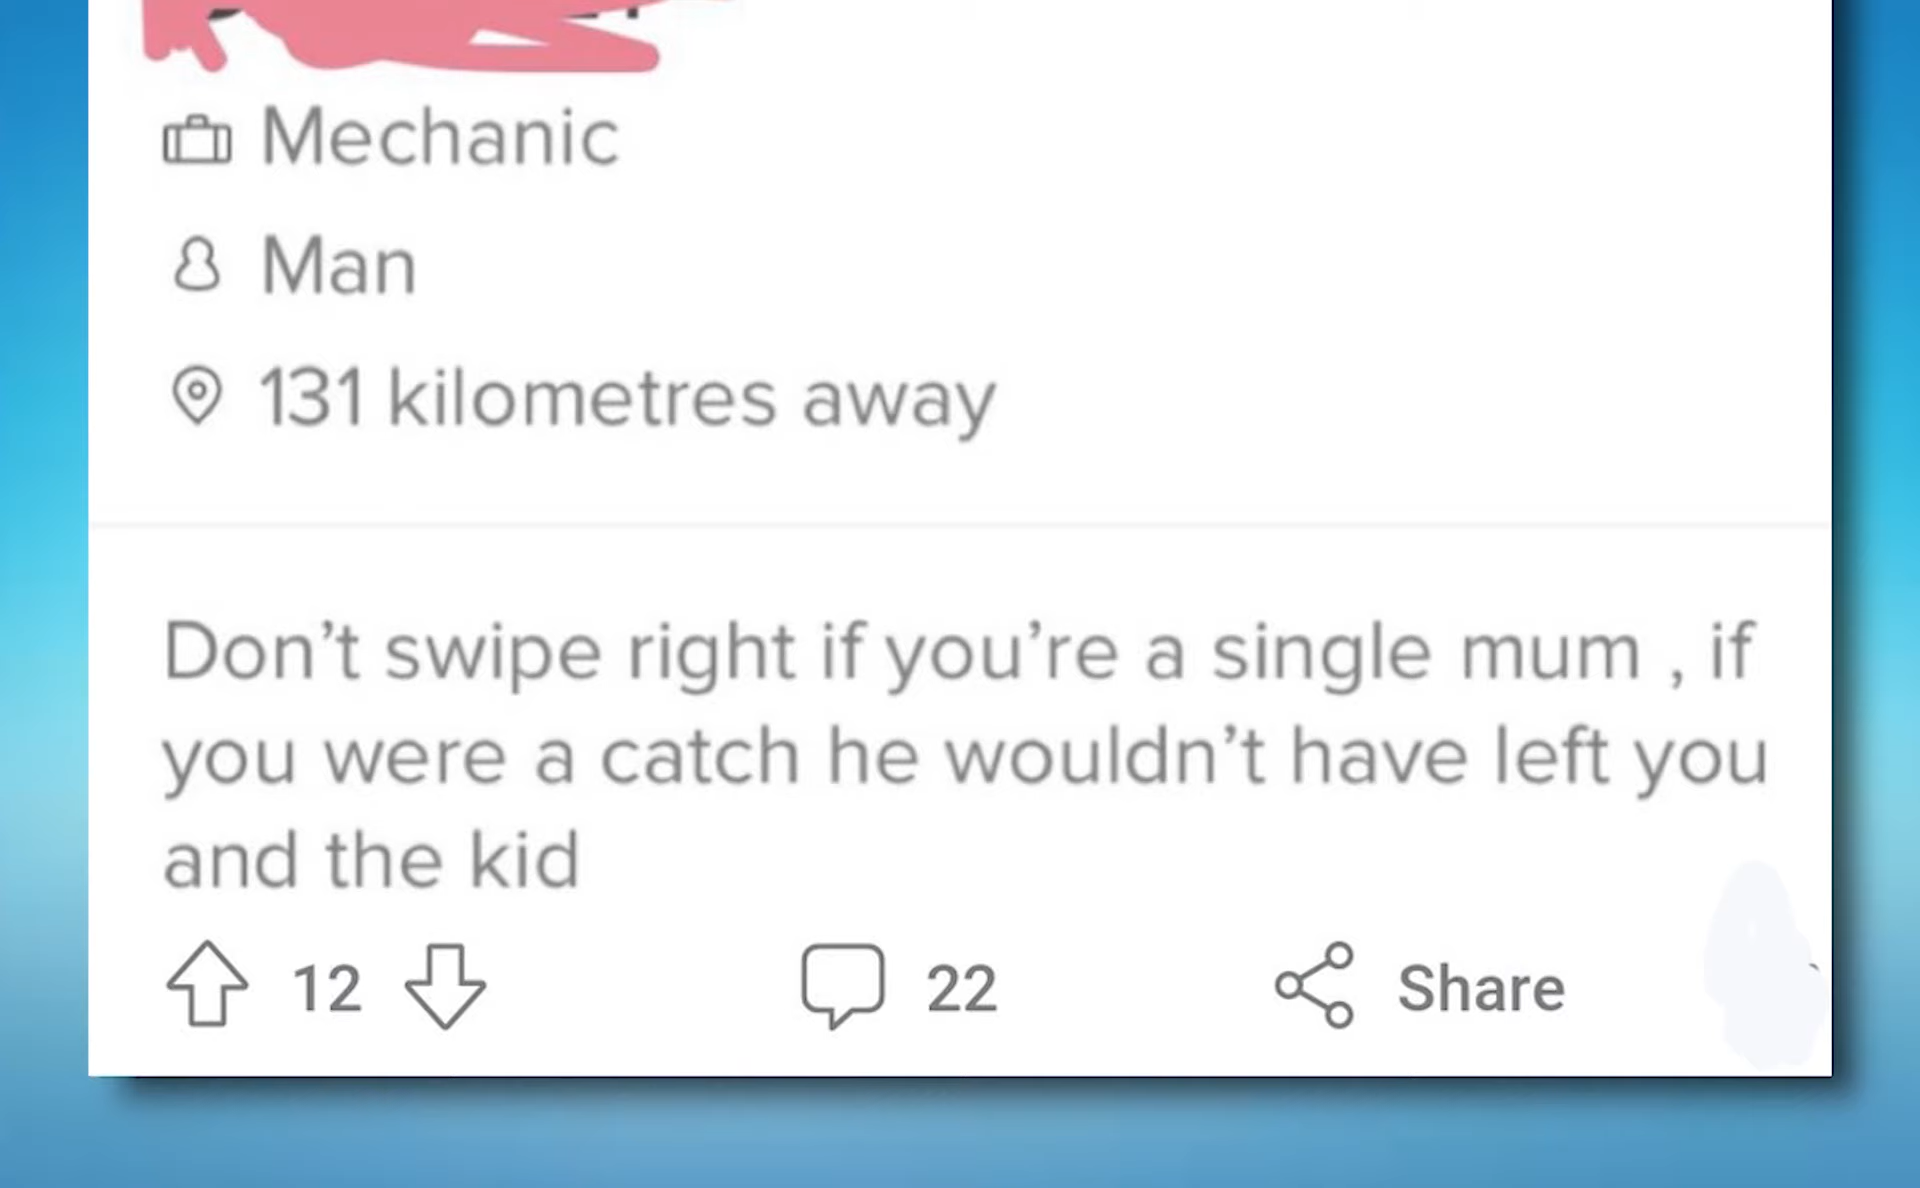 Mechanic
Man
131 kilometres away
Don't swipe right if you're a single mum , if
you were a catch he wouldn't have left you
and the kid
12
22
Share